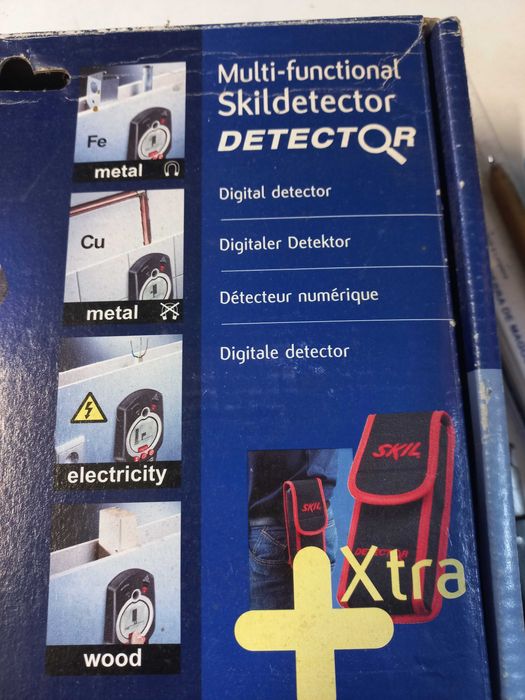 Multi-functional
Skildetector
DETECTOR
Digital detector
Digitaler Detektor
Détecteur numérique
Digitale detector
Fe
metal
Cu
metal
electricity
wood
SKIL
SKIL
DETECTOR
Xtra